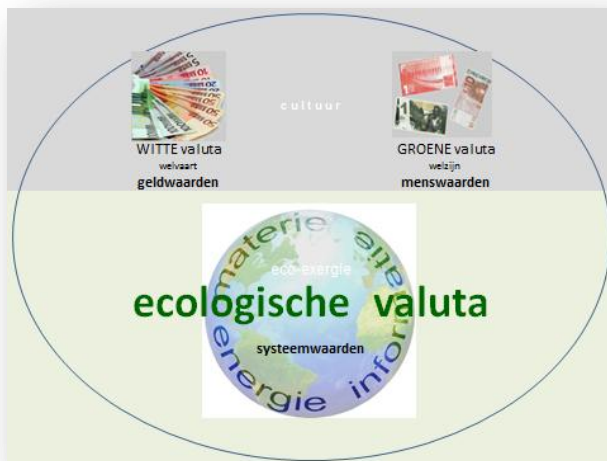 cultuur
WITTE valuta
welvaart
geldwaarden
GROENE valuta
welzijn
menswaarden
materie
informatie
energie
eco-exergie
ecologische valuta
systeemwaarden